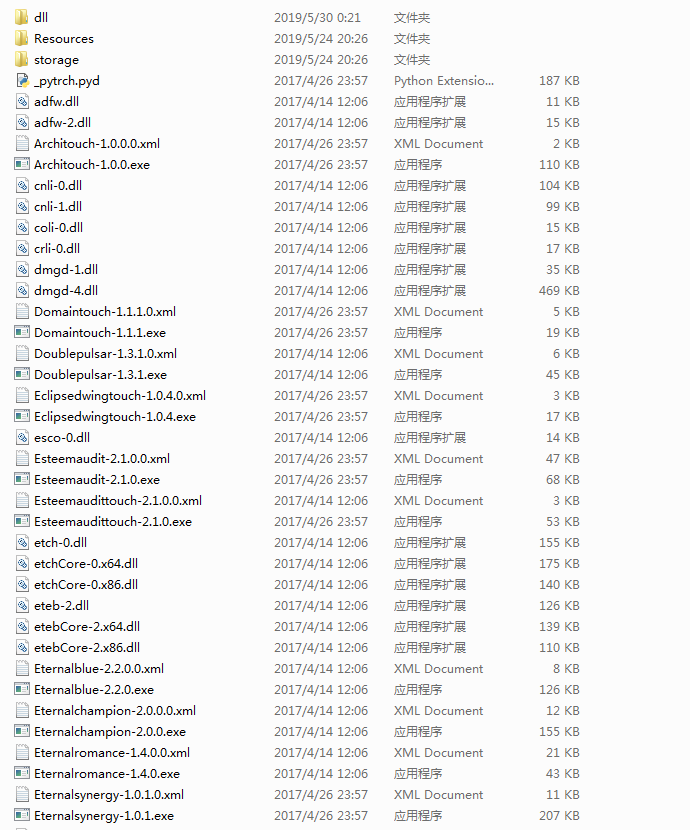 dll 2019/5/30 0:21 文件夹
Resources 2019/5/24 20:26 文件夹
storage 2019/5/24 20:26 文件夹
_pytrch.pyd 2017/4/26 23:57 Python Extensio... 187 KB
adfw.dll 2017/4/14 12:06 应用程序扩展 11 KB
adfw-2.dll 2017/4/14 12:06 应用程序扩展 15 KB
Architouch-1.0.0.0.xml 2017/4/26 23:57 XML Document 2 KB
Architouch-1.0.0.exe 2017/4/26 23:57 应用程序 110 KB
cnli-0.dll 2017/4/14 12:06 应用程序扩展 104 KB
cnli-1.dll 2017/4/14 12:06 应用程序扩展 99 KB
coli-0.dll 2017/4/14 12:06 应用程序扩展 15 KB
crli-0.dll 2017/4/14 12:06 应用程序扩展 17 KB
dmgd-1.dll 2017/4/14 12:06 应用程序扩展 35 KB
dmgd-4.dll 2017/4/14 12:06 应用程序扩展 469 KB
Domaintouch-1.1.1.0.xml 2017/4/26 23:57 XML Document 5 KB
Domaintouch-1.1.1.exe 2017/4/26 23:57 应用程序 19 KB
Doublepulsar-1.3.1.0.xml 2017/4/14 12:06 XML Document 6 KB
Doublepulsar-1.3.1.exe 2017/4/14 12:06 应用程序 45 KB
Eclipsedwingtouch-1.0.4.0.xml 2017/4/26 23:57 XML Document 3 KB
Eclipsedwingtouch-1.0.4.exe 2017/4/26 23:57 应用程序 17 KB
esco-0.dll 2017/4/14 12:06 应用程序扩展 14 KB
Esteemaudit-2.1.0.0.xml 2017/4/26 23:57 XML Document 47 KB
Esteemaudit-2.1.0.exe 2017/4/26 23:57 应用程序 68 KB
Esteemaudittouch-2.1.0.0.xml 2017/4/26 23:57 XML Document 3 KB
Esteemaudittouch-2.1.0.exe 2017/4/26 23:57 应用程序 53 KB
etch-0.dll 2017/4/14 12:06 应用程序扩展 155 KB
etchCore-0.x64.dll 2017/4/14 12:06 应用程序扩展 175 KB
etchCore-0.x86.dll 2017/4/14 12:06 应用程序扩展 140 KB
eteb-2.dll 2017/4/14 12:06 应用程序扩展 126 KB
etebCore-2.x64.dll 2017/4/14 12:06 应用程序扩展 139 KB
etebCore-2.x86.dll 2017/4/14 12:06 应用程序扩展 110 KB
Eternalblue-2.2.0.0.xml 2017/4/14 12:06 XML Document 8 KB
Eternalblue-2.2.0.exe 2017/4/14 12:06 应用程序 126 KB
Eternalchampion-2.0.0.0.xml 2017/4/14 12:06 XML Document 12 KB
Eternalchampion-2.0.0.exe 2017/4/14 12:06 应用程序 155 KB
Eternalromance-1.4.0.0.xml 2017/4/14 12:06 XML Document 21 KB
Eternalromance-1.4.0.exe 2017/4/14 12:06 应用程序 43 KB
Eternalsynergy-1.0.1.0.xml 2017/4/26 23:57 XML Document 11 KB
Eternalsynergy-1.0.1.exe 2017/4/26 23:57 应用程序 207 KB